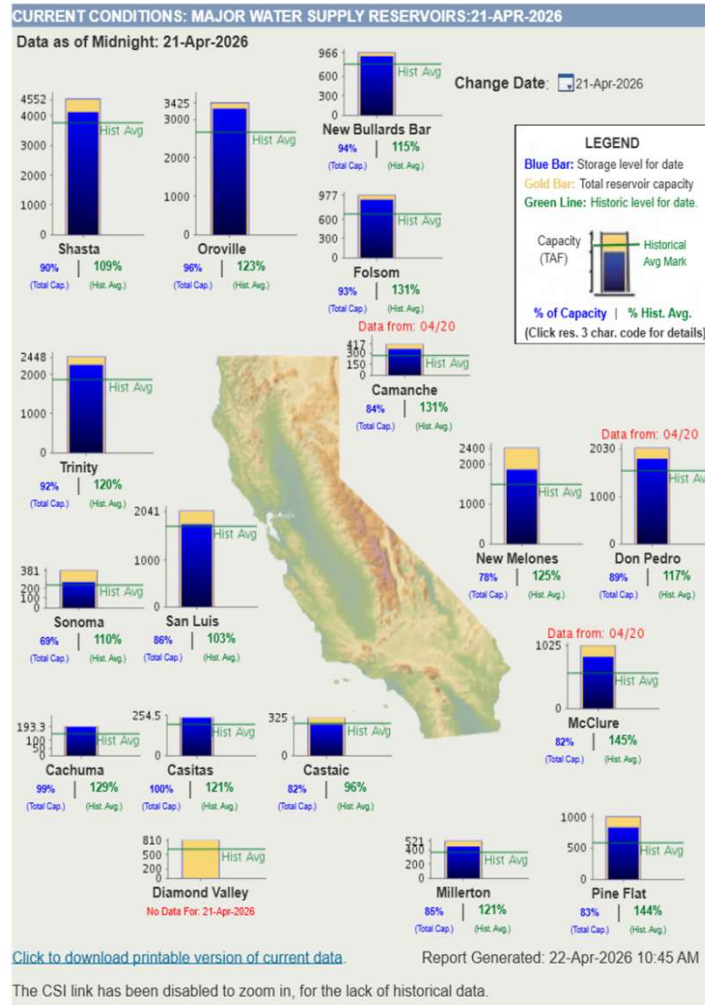 CURRENT CONDITIONS: MAJOR WATER SUPPLY RESERVOIRS:21-APR-2026
Data as of Midnight: 21-Apr-2026
Change Date: 21-Apr-2026
966
600
300
0
Hist Avg
New Bullards Bar
94% | 115%
(Total Cap.) (Hist. Avg.)
4552
4000
3000
2000
1000
0
Hist Avg
Shasta
90% | 109%
(Total Cap.) (Hist. Avg.)
3425
3000
2000
1000
0
Hist Avg
Oroville
96% | 123%
(Total Cap.) (Hist. Avg.)
977
600
300
0
Hist Avg
Folsom
93% | 131%
(Total Cap.) (Hist. Avg.)
LEGEND
Blue Bar: Storage level for date
Gold Bar: Total reservoir capacity
Green Line: Historic level for date.
Capacity
(TAF)
Historical
Avg Mark
% of Capacity | % Hist. Avg.
(Click res. 3 char. code for details)
Data from: 04/20
417
300
150
0
Hist Avg
Camanche
84% | 131%
(Total Cap.) (Hist. Avg.)
2448
2000
1000
0
Hist Avg
Trinity
92% | 120%
(Total Cap.) (Hist. Avg.)
2400
2000
1000
0
Hist Avg
New Melones
78% | 125%
(Total Cap.) (Hist. Avg.)
Data from: 04/20
2030
1000
0
Don Pedro
89% | 117%
(Total Cap.) (Hist. Avg.)
381
200
100
0
Hist Avg
Sonoma
69% | 110%
(Total Cap.) (Hist. Avg.)
2041
1000
0
Hist Avg
San Luis
86% | 103%
(Total Cap.) (Hist. Avg.)
Data from: 04/20
1025
0
Hist Avg
McClure
82% | 145%
(Total Cap.) (Hist. Avg.)
193.3
100
50
0
Hist Avg
Cachuma
99% | 129%
(Total Cap.) (Hist. Avg.)
254.5
0
Hist Avg
Casitas
100% | 121%
(Total Cap.) (Hist. Avg.)
325
0
Hist Avg
Castaic
82% | 96%
(Total Cap.) (Hist. Avg.)
810
500
200
0
Hist Avg
Diamond Valley
No Data For: 21-Apr-2026
521
400
200
0
Hist Avg
Millerton
85% | 121%
(Total Cap.) (Hist. Avg.)
1000
500
0
Hist Avg
Pine Flat
83% | 144%
(Total Cap.) (Hist. Avg.)
Click to download printable version of current data.
Report Generated: 22-Apr-2026 10:45 AM
The CSI link has been disabled to zoom in, for the lack of historical data.